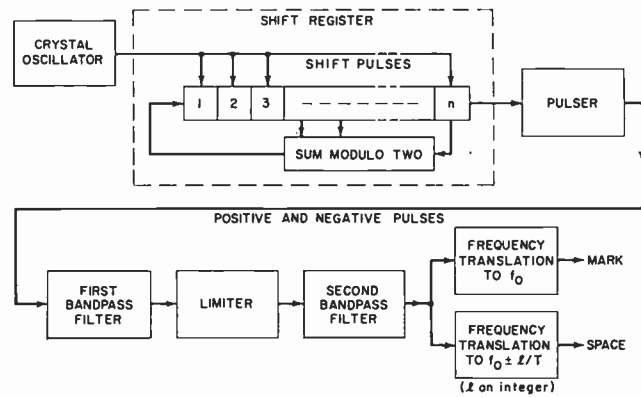 SHIFT REGISTER
CRYSTAL
OSCILLATOR
SHIFT PULSES
1 2 3 n
PULSER
SUM MODULO TWO
POSITIVE AND NEGATIVE PULSES
FIRST
BANDPASS
FILTER
LIMITER
SECOND
BANDPASS
FILTER
FREQUENCY
TRANSLATION
TO f₀
MARK
FREQUENCY
TRANSLATION
TO f₀ ± ℓ/T
SPACE
(ℓ an integer)